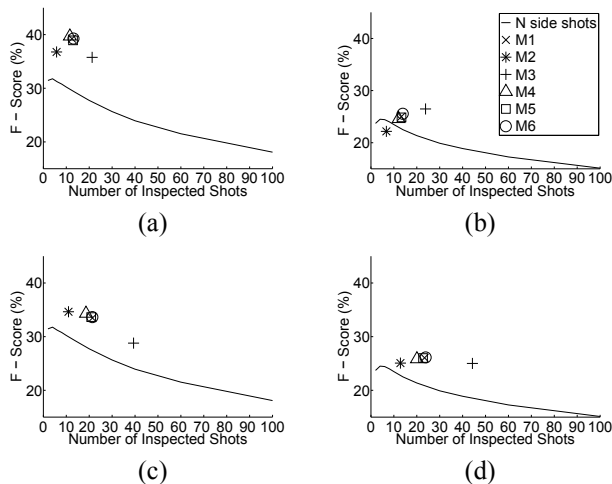 40
30
20
F - Score (%)
0 10 20 30 40 50 60 70 80 90 100
Number of Inspected Shots
(a)
40
30
20
F - Score (%)
0 10 20 30 40 50 60 70 80 90 100
Number of Inspected Shots
(b)
N side shots
M1
M2
M3
M4
M5
M6
40
30
20
F - Score (%)
0 10 20 30 40 50 60 70 80 90 100
Number of Inspected Shots
(c)
40
30
20
F - Score (%)
0 10 20 30 40 50 60 70 80 90 100
Number of Inspected Shots
(d)